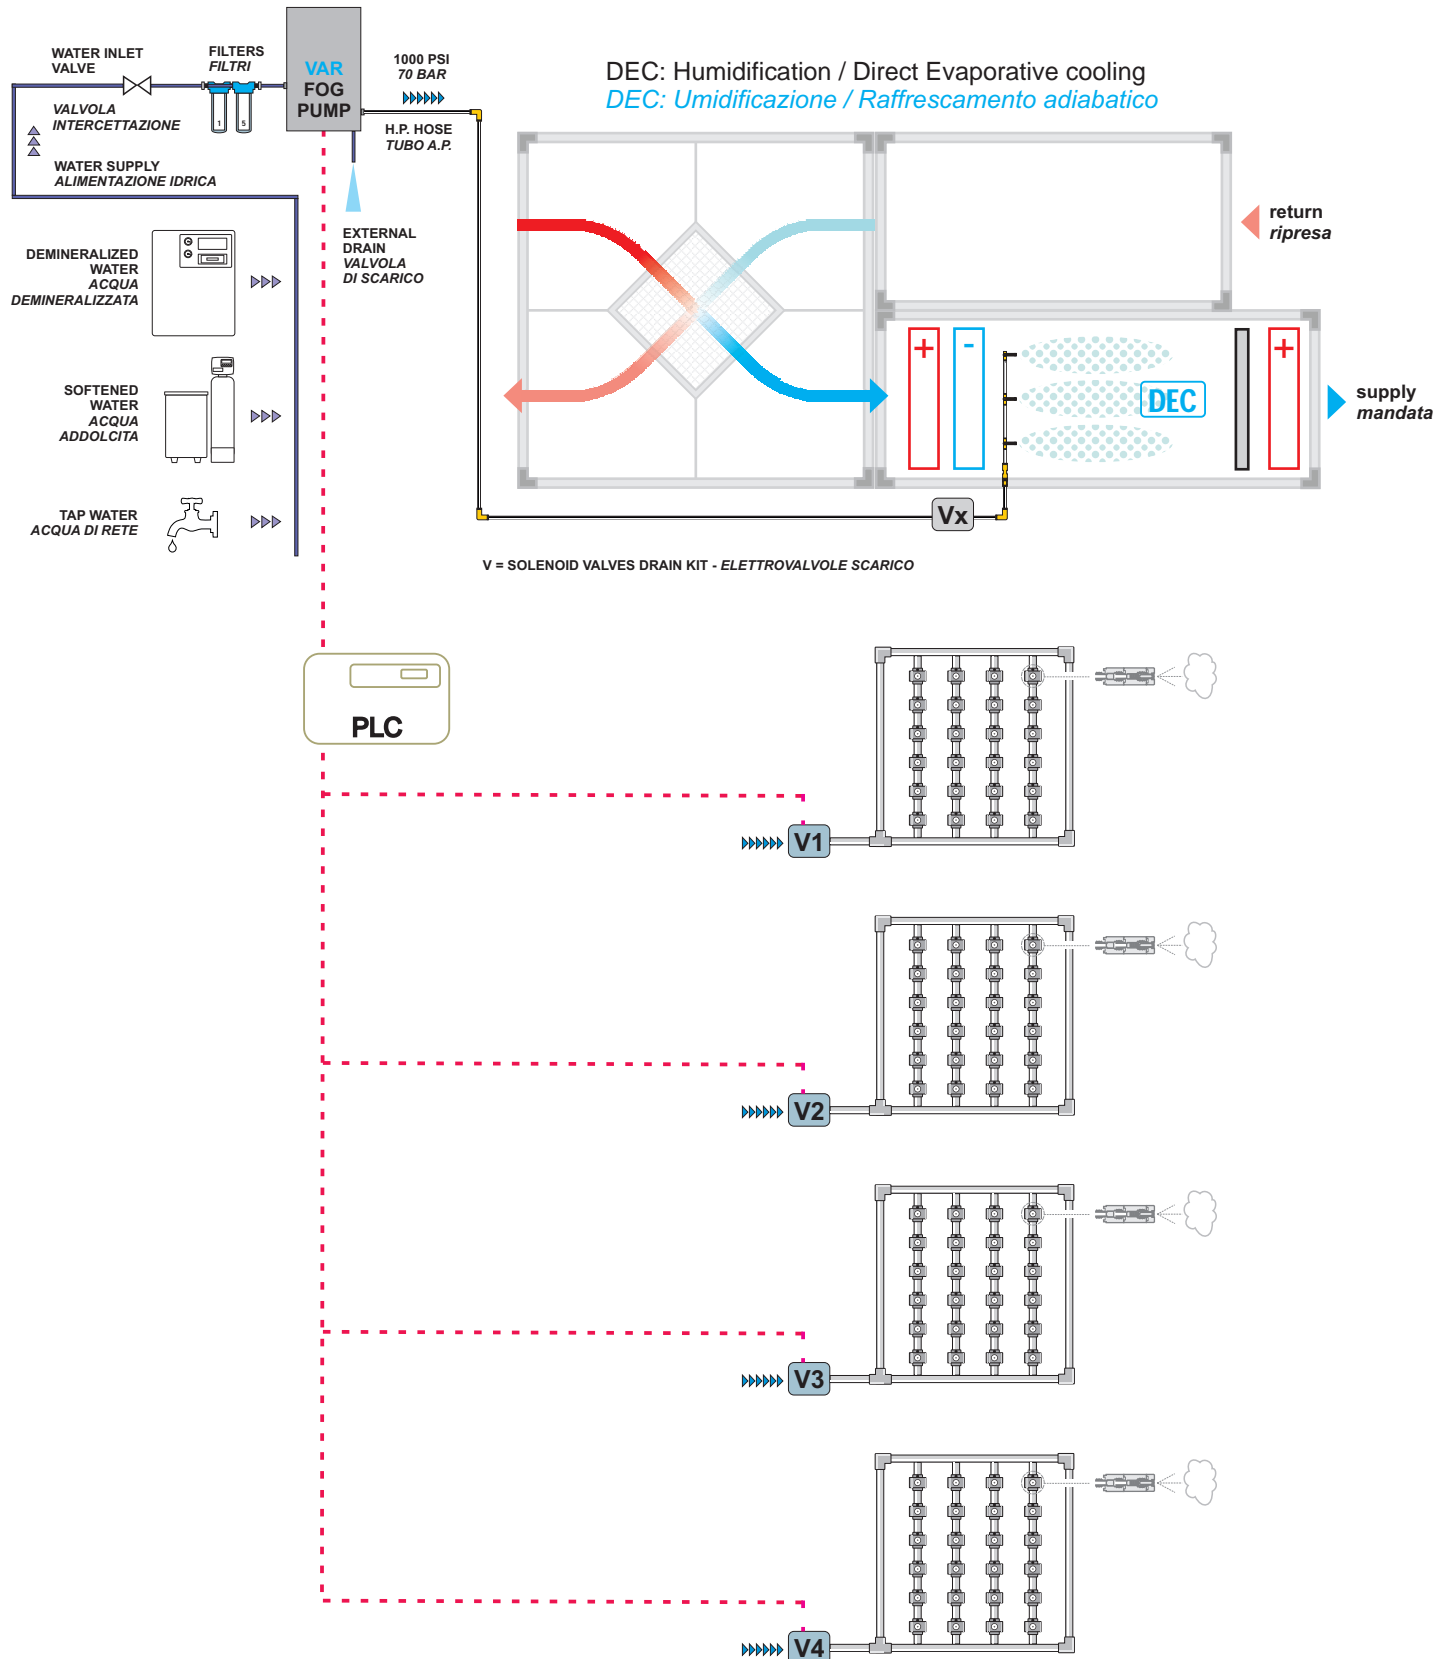 WATER INLET
VALVE
FILTERS
FILTRI
VAR
FOG
PUMP
1000 PSI
70 BAR
H.P. HOSE
TUBO A.P.
VALVOLA
INTERCETTAZIONE
1
5
WATER SUPPLY
ALIMENTAZIONE IDRICA
EXTERNAL
DRAIN
VALVOLA
DI SCARICO
DEMINERALIZED
WATER
ACQUA
DEMINERALIZZATA
SOFTENED
WATER
ACQUA
ADDOLCITA
TAP WATER
ACQUA DI RETE
DEC: Humidification / Direct Evaporative cooling
DEC: Umidificazione / Raffrescamento adiabatico
return
ripresa
+
-
DEC
+
supply
mandata
Vx
V = SOLENOID VALVES DRAIN KIT - ELETTROVALVOLE SCARICO
PLC
V1
V2
V3
V4